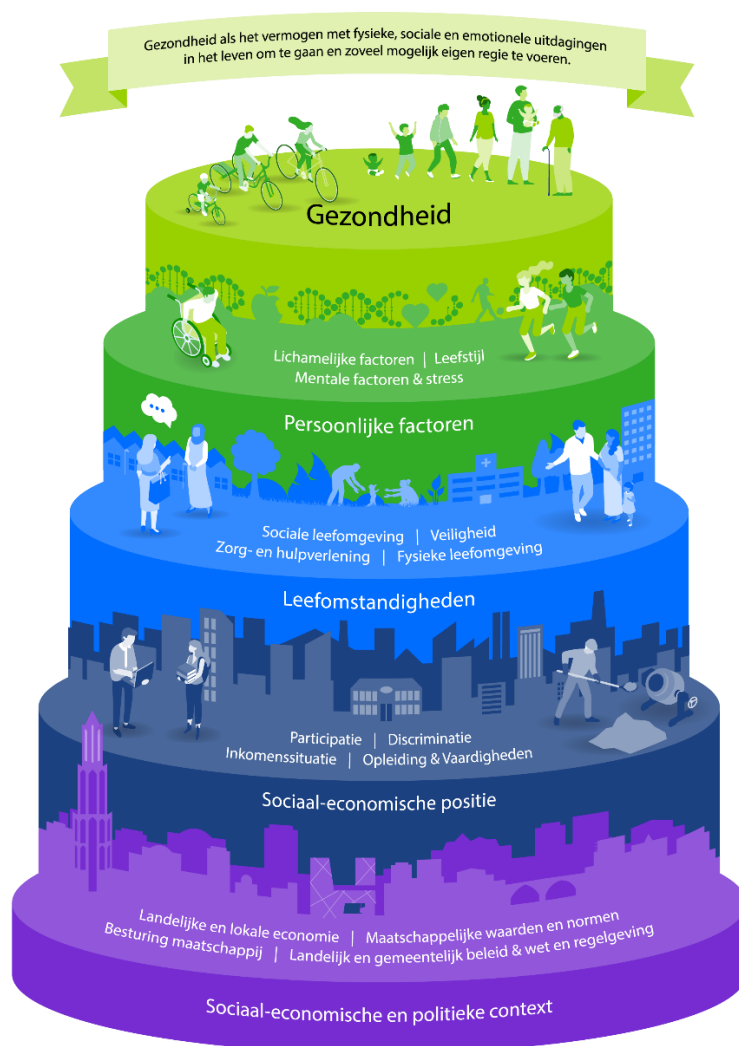 Gezondheid als het vermogen met fysieke, sociale en emotionele uitdagingen
in het leven om te gaan en zoveel mogelijk eigen regie te voeren.
Gezondheid
Lichamelijke factoren | Leefstijl
Mentale factoren & stress
Persoonlijke factoren
Sociale leefomgeving | Veiligheid
Zorg- en hulpverlening | Fysieke leefomgeving
Leefomstandigheden
Participatie | Discriminatie
Inkomenssituatie | Opleiding & Vaardigheden
Sociaal-economische positie
Landelijke en lokale economie | Maatschappelijke waarden en normen
Besturing maatschappij | Landelijk en gemeentelijk beleid & wet en regelgeving
Sociaal-economische en politieke context